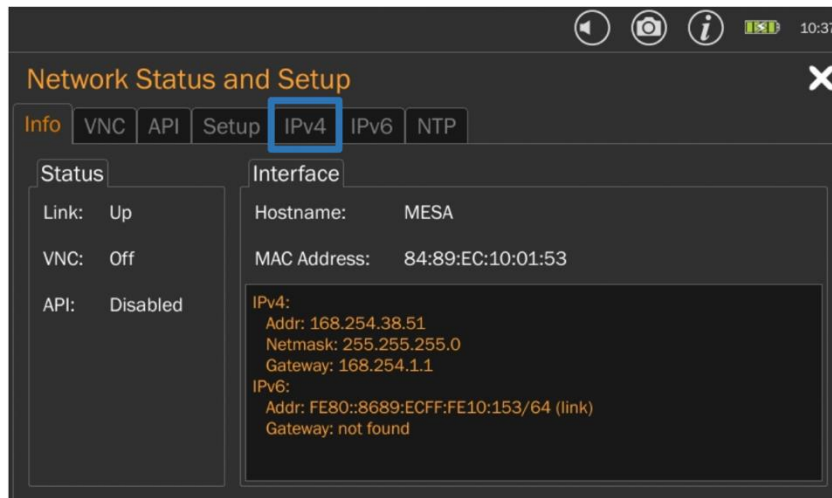 10:37
Network Status and Setup
Info VNC API Setup IPv4 IPv6 NTP
Status
Link: Up
VNC: Off
API: Disabled
Interface
Hostname: MESA
MAC Address: 84:89:EC:10:01:53
IPv4:
Addr: 168.254.38.51
Netmask: 255.255.255.0
Gateway: 168.254.1.1
IPv6:
Addr: FE80::8689:ECFF:FE10:153/64 (link)
Gateway: not found